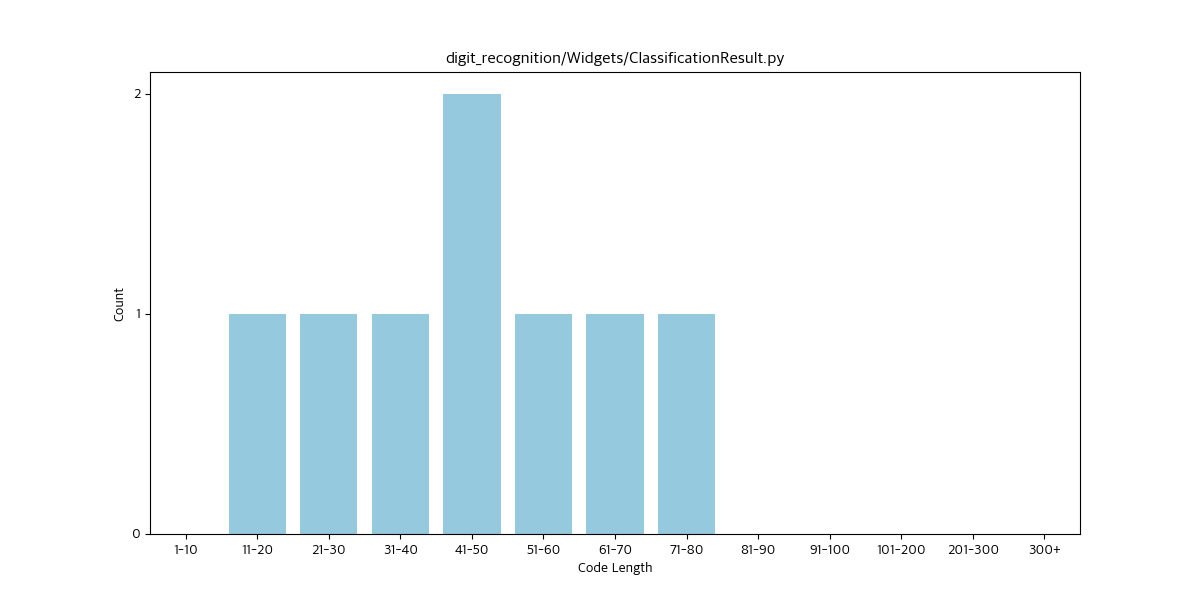 digit_recognition/Widgets/ClassificationResult.py
Count
2
1
0
1-10 11-20 21-30 31-40 41-50 51-60 61-70 71-80 81-90 91-100 101-200 201-300 300+
Code Length